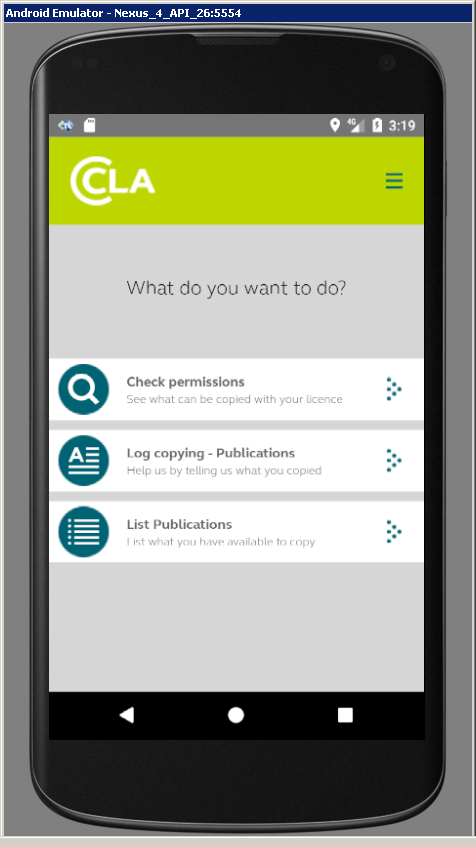 Android Emulator - Nexus_4_API_26:5554
4G 3:19
CLA
What do you want to do?
Check permissions
See what can be copied with your licence
Log copying - Publications
Help us by telling us what you copied
List Publications
List what you have available to copy